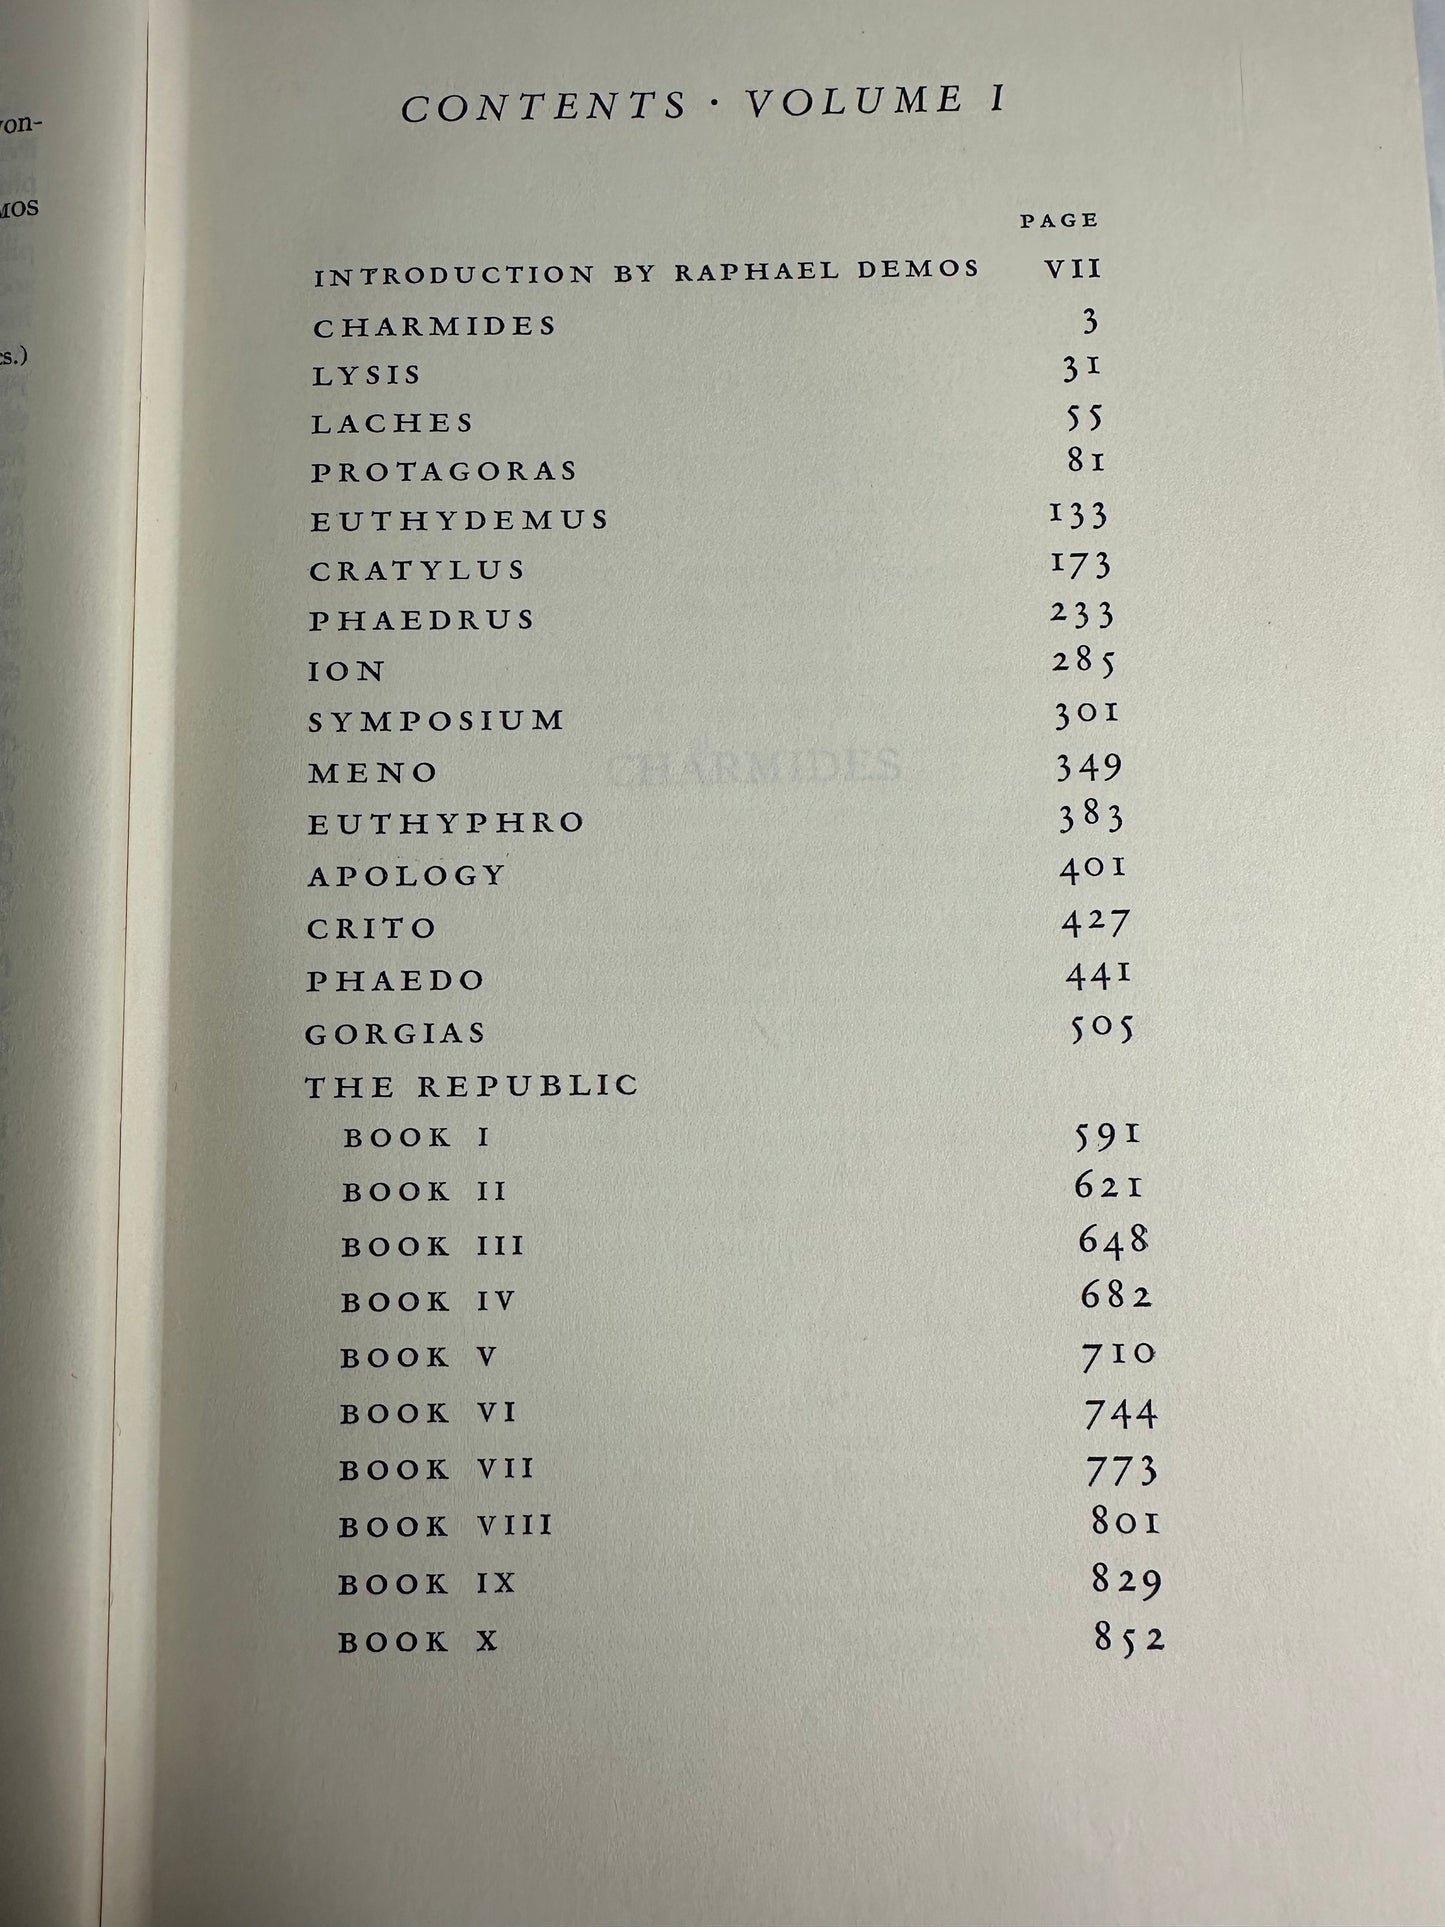 von-
MOS
ts.)
CONTENTS · VOLUME I
PAGE
INTRODUCTION BY RAPHAEL DEMOS VII
CHARMIDES 3
LYSIS 31
LACHES 55
PROTAGORAS 81
EUTHYDEMUS 133
CRATYLUS 173
PHAEDRUS 233
ION 285
SYMPOSIUM 301
MENO 349
EUTHYPHRO 383
APOLOGY 401
CRITO 427
PHAEDO 441
GORGIAS 505
THE REPUBLIC
BOOK I 591
BOOK II 621
BOOK III 648
BOOK IV 682
BOOK V 710
BOOK VI 744
BOOK VII 773
BOOK VIII 801
BOOK IX 829
BOOK X 852